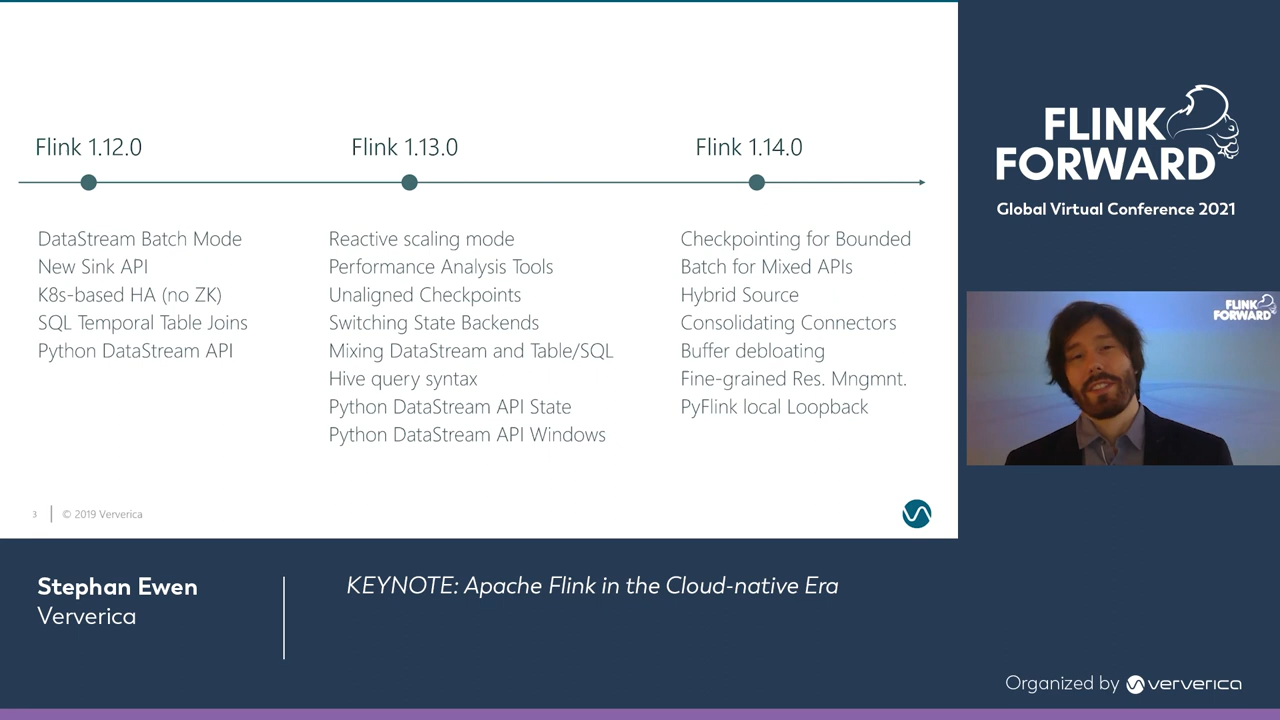 Flink 1.12.0
Flink 1.13.0
Flink 1.14.0
DataStream Batch Mode
New Sink API
K8s-based HA (no ZK)
SQL Temporal Table Joins
Python DataStream API
Reactive scaling mode
Performance Analysis Tools
Unaligned Checkpoints
Switching State Backends
Mixing DataStream and Table/SQL
Hive query syntax
Python DataStream API State
Python DataStream API Windows
Checkpointing for Bounded
Batch for Mixed APIs
Hybrid Source
Consolidating Connectors
Buffer debloating
Fine-grained Res. Mngmnt.
PyFlink local Loopback
3
© 2019 Ververica
FLINK
FORWARD
Global Virtual Conference 2021
FLINK
FORWARD
Stephan Ewen
Ververica
KEYNOTE: Apache Flink in the Cloud-native Era
Organized by ververica